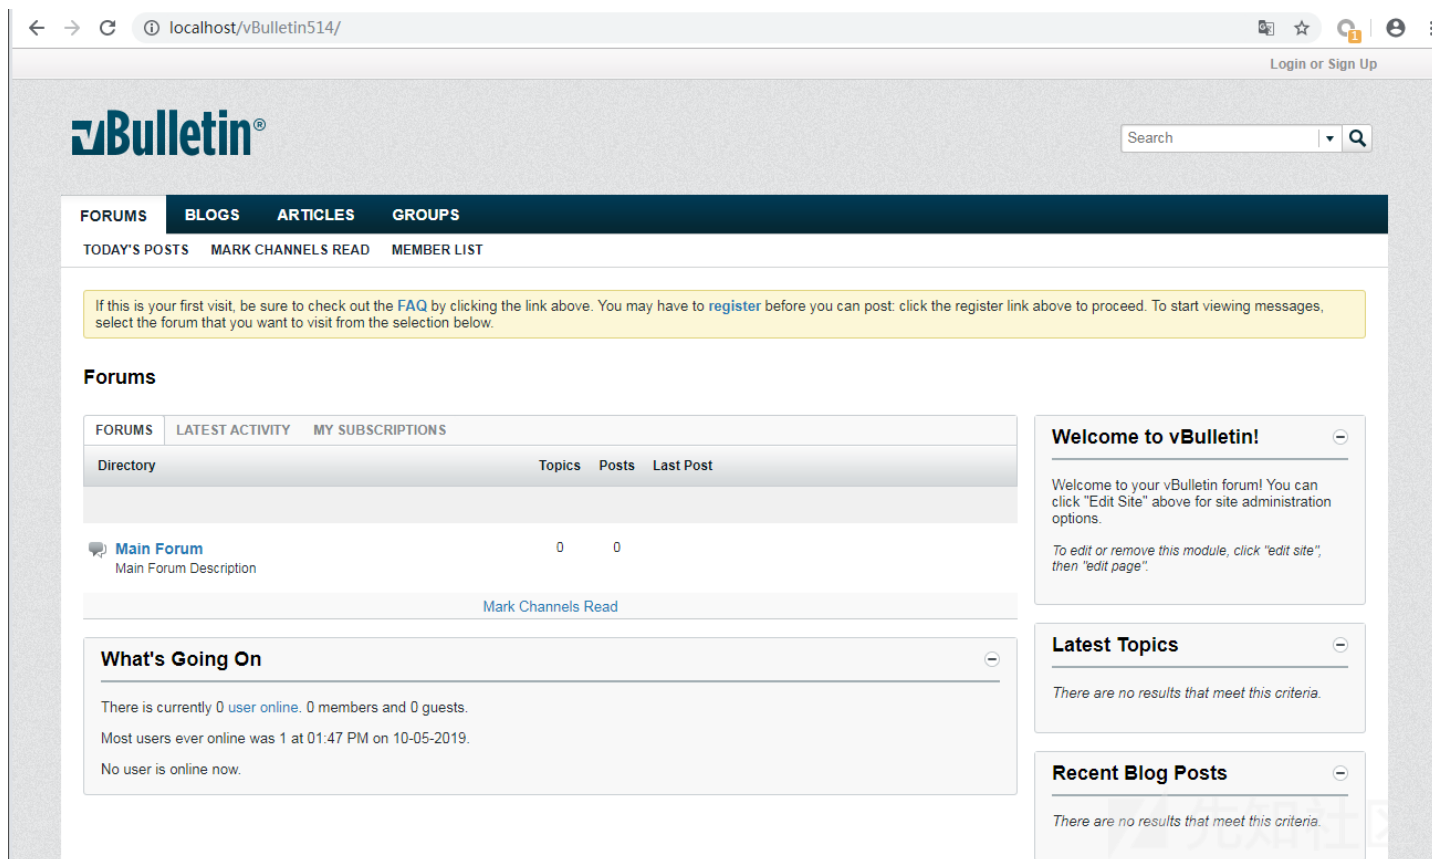 localhost/vBulletin514/
1
Login or Sign Up
vBulletin®
Search
FORUMS BLOGS ARTICLES GROUPS
TODAY'S POSTS MARK CHANNELS READ MEMBER LIST
If this is your first visit, be sure to check out the FAQ by clicking the link above. You may have to register before you can post: click the register link above to proceed. To start viewing messages,
select the forum that you want to visit from the selection below.
Forums
FORUMS LATEST ACTIVITY MY SUBSCRIPTIONS
Directory Topics Posts Last Post
Main Forum 0 0
Main Forum Description
Mark Channels Read
What's Going On
There is currently 0 user online. 0 members and 0 guests.
Most users ever online was 1 at 01:47 PM on 10-05-2019.
No user is online now.
Welcome to vBulletin!
Welcome to your vBulletin forum! You can
click "Edit Site" above for site administration
options.
To edit or remove this module, click "edit site",
then "edit page".
Latest Topics
There are no results that meet this criteria.
Recent Blog Posts
There are no results that meet this criteria.
先知社区